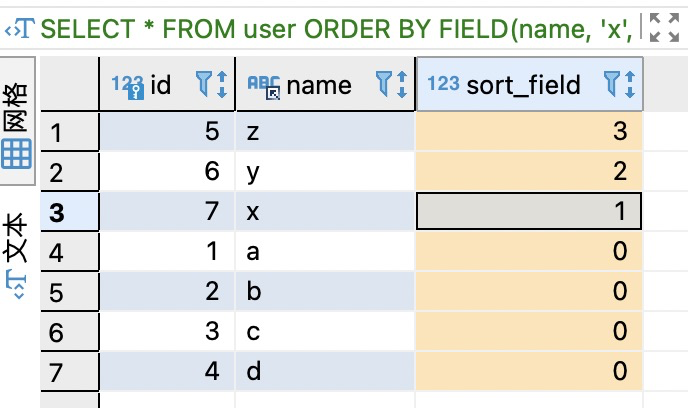 SELECT * FROM user ORDER BY FIELD(name, 'x',
网格
文本
123 id ABC name 123 sort_field
1 5 z 3
2 6 y 2
3 7 x 1
4 1 a 0
5 2 b 0
6 3 c 0
7 4 d 0